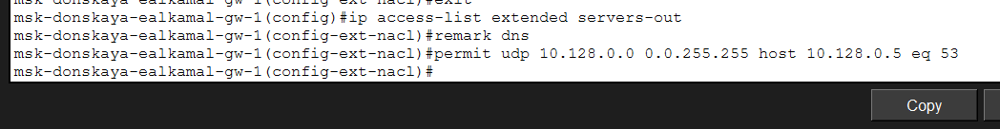 msk-donskaya-ealkamal-gw-1(config-ext-nacl)#exit
msk-donskaya-ealkamal-gw-1(config)#ip access-list extended servers-out
msk-donskaya-ealkamal-gw-1(config-ext-nacl)#remark dns
msk-donskaya-ealkamal-gw-1(config-ext-nacl)#permit udp 10.128.0.0 0.0.255.255 host 10.128.0.5 eq 53
msk-donskaya-ealkamal-gw-1(config-ext-nacl)#
Copy